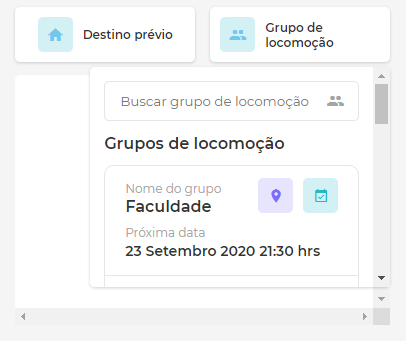 Destino prévio
Grupo de
locomoção
Buscar grupo de locomoção
Grupos de locomoção
Nome do grupo
Faculdade
Próxima data
23 Setembro 2020 21:30 hrs